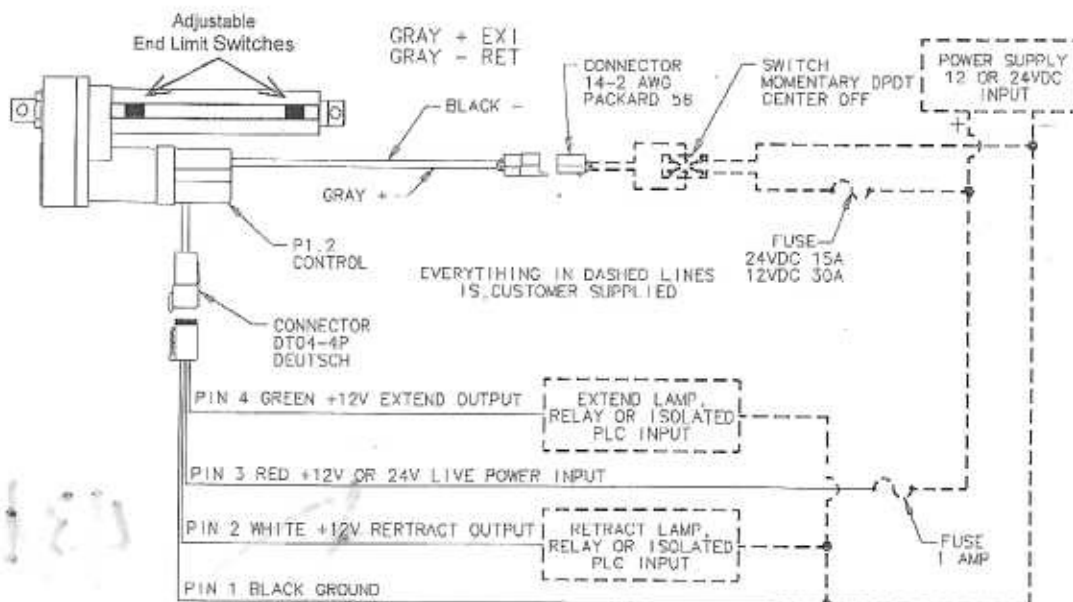 Adjustable
End Limit Switches
GRAY + EXI
GRAY - RET
CONNECTOR
14-2 AWG
PACKARD 56
SWITCH
MOMENTARY DPDT
CENTER OFF
POWER SUPPLY
12 OR 24VDC
INPUT
+
-
BLACK -
GRAY +
P1.2
CONTROL
FUSE
24VDC 15A
12VDC 30A
EVERYTIHING IN DASHED LINES
IS CUSTOMER SUPPLIED
CONNECTOR
DT04-4P
DEUTSCH
PIN 4 GREEN +12V EXTEND OUTPUT
EXTEND LAMP,
RELAY OR ISOLATED
PLC INPUT
PIN 3 RED +12V OR 24V LIVE POWER INPUT
PIN 2 WHITE +12V RERTRACT OUTPUT
RETRACT LAMP,
RELAY OR ISOLATED
PLC INPUT
FUSE
1 AMP
PIN 1 BLACK GROUND